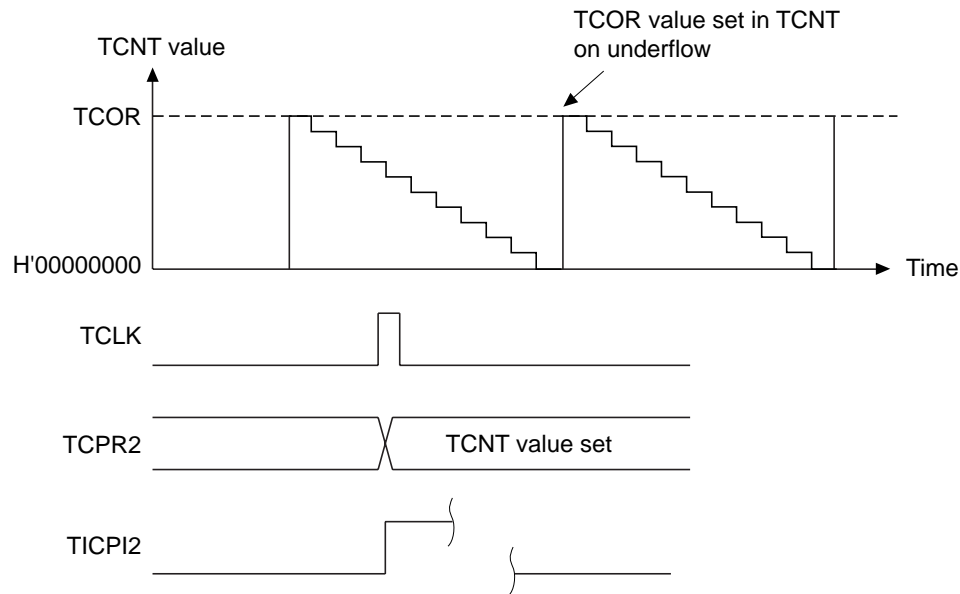 TCOR value set in TCNT
on underflow
TCNT value
TCOR
H'00000000
Time
TCLK
TCPR2
TCNT value set
TICPI2